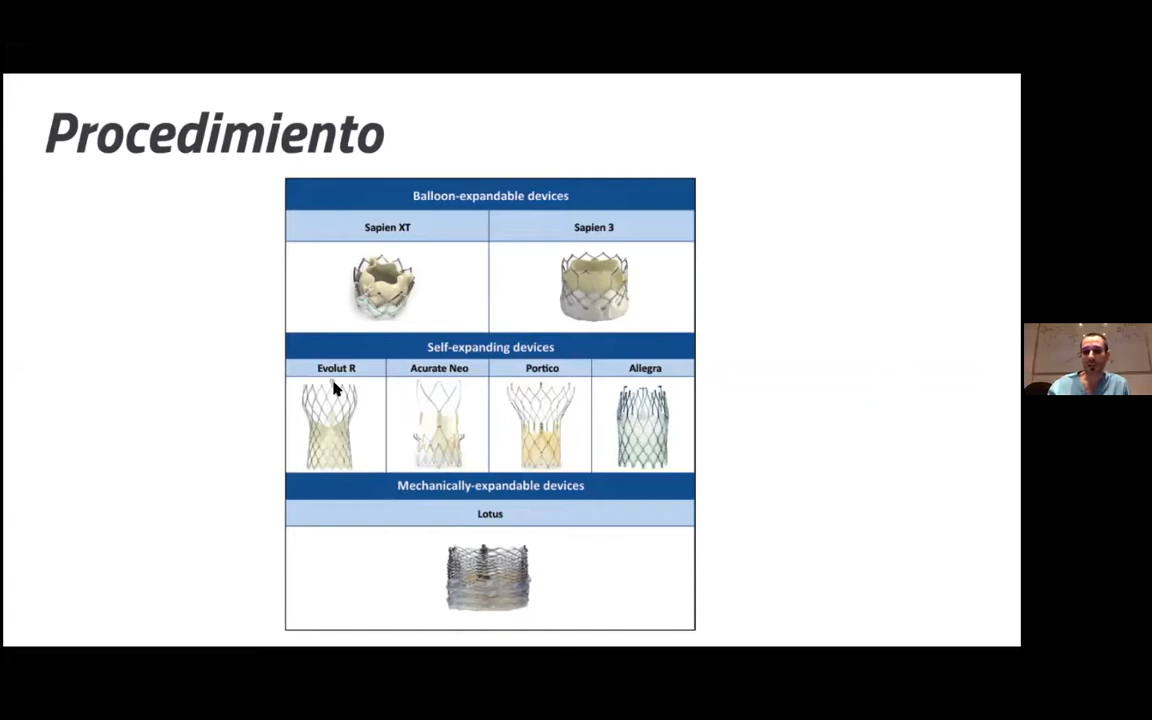 Procedimiento
Balloon-expandable devices
Sapien XT Sapien 3
Self-expanding devices
Evolut R Acurate Neo Portico Allegra
Mechanically-expandable devices
Lotus